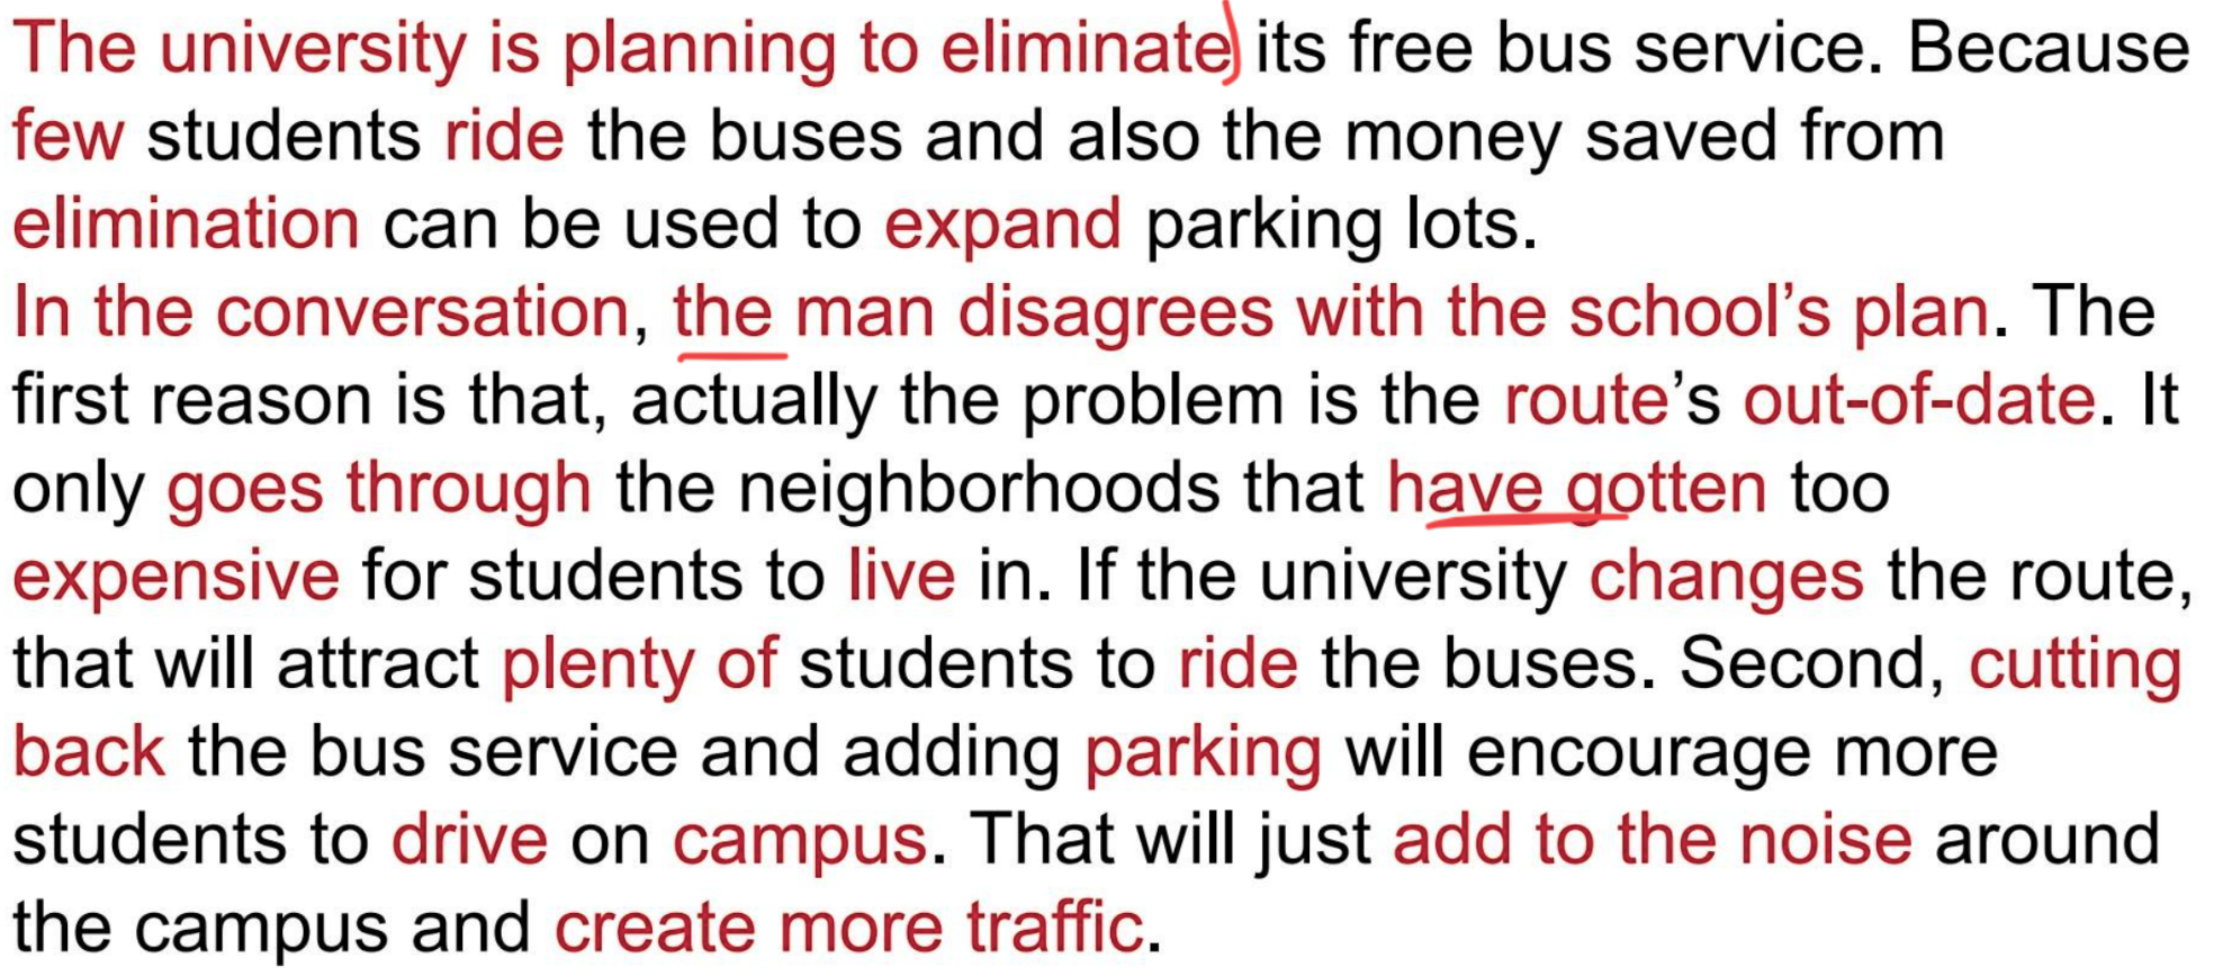 The university is planning to eliminate its free bus service. Because
few students ride the buses and also the money saved from
elimination can be used to expand parking lots.
In the conversation, the man disagrees with the school’s plan. The
first reason is that, actually the problem is the route’s out-of-date. It
only goes through the neighborhoods that have gotten too
expensive for students to live in. If the university changes the route,
that will attract plenty of students to ride the buses. Second, cutting
back the bus service and adding parking will encourage more
students to drive on campus. That will just add to the noise around
the campus and create more traffic.